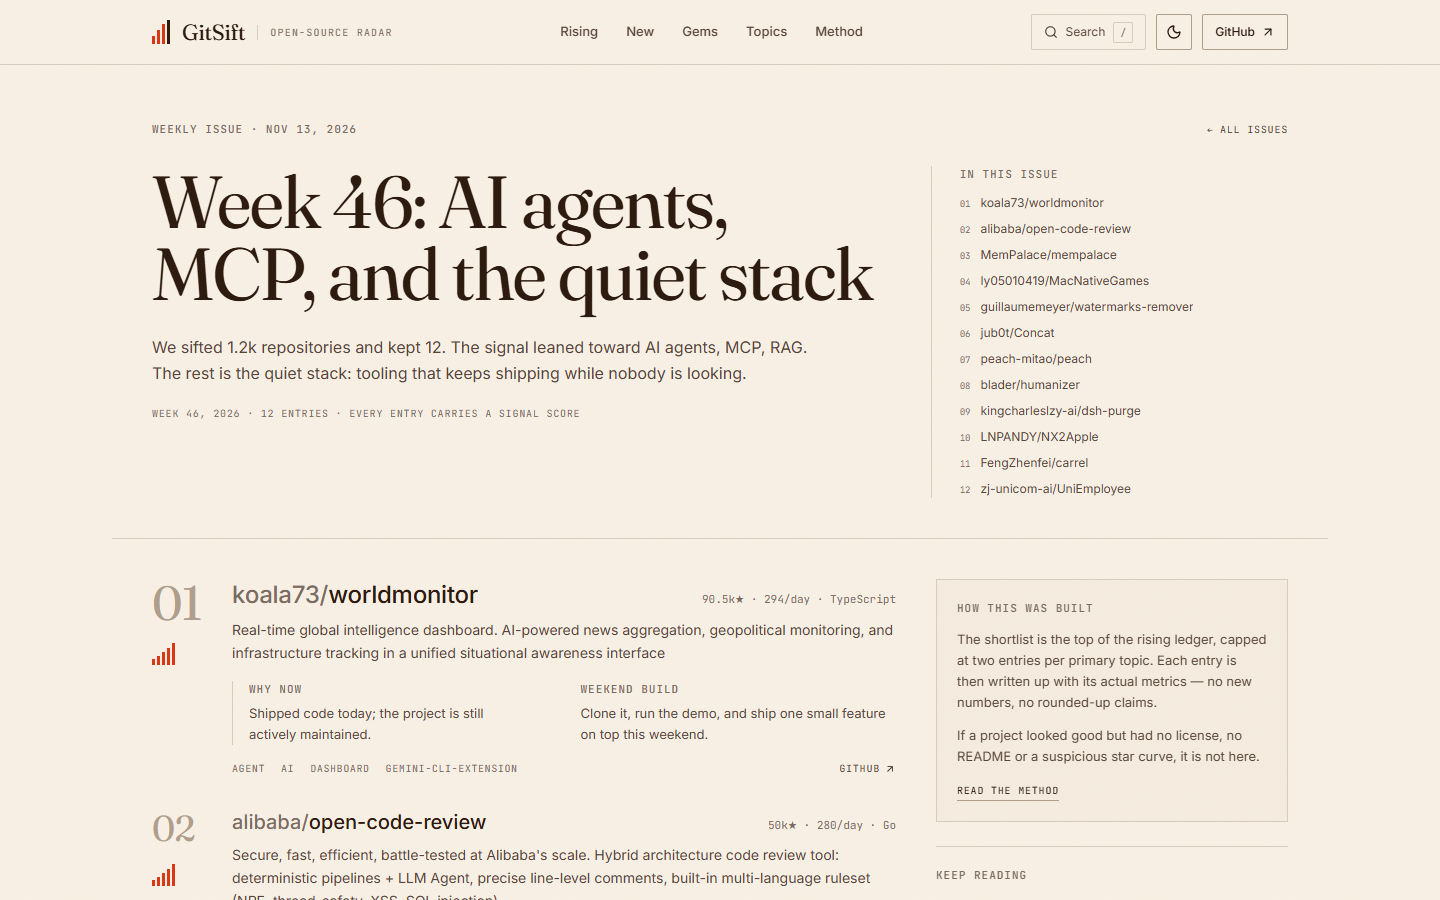 GitSift
OPEN-SOURCE RADAR
Rising
New
Gems
Topics
Method
Search /
GitHub ↗
WEEKLY ISSUE · NOV 13, 2026
← ALL ISSUES
Week 46: AI agents,
MCP, and the quiet stack
We sifted 1.2k repositories and kept 12. The signal leaned toward AI agents, MCP, RAG.
The rest is the quiet stack: tooling that keeps shipping while nobody is looking.
WEEK 46, 2026 · 12 ENTRIES · EVERY ENTRY CARRIES A SIGNAL SCORE
IN THIS ISSUE
01 koala73/worldmonitor
02 alibaba/open-code-review
03 MemPalace/mempalace
04 ly05010419/MacNativeGames
05 guillaumemeyer/watermarks-remover
06 jub0t/Concat
07 peach-mitao/peach
08 blader/humanizer
09 kingcharleslzy-ai/dsh-purge
10 LNPANDY/NX2Apple
11 FengZhenfei/carrel
12 zj-unicom-ai/UniEmployee
01
koala73/worldmonitor
90.5k★ · 294/day · TypeScript
Real-time global intelligence dashboard. AI-powered news aggregation, geopolitical monitoring, and
infrastructure tracking in a unified situational awareness interface
WHY NOW
Shipped code today; the project is still
actively maintained.
WEEKEND BUILD
Clone it, run the demo, and ship one small feature
on top this weekend.
AGENT AI DASHBOARD GEMINI-CLI-EXTENSION
GITHUB ↗
02
alibaba/open-code-review
50k★ · 280/day · Go
Secure, fast, efficient, battle-tested at Alibaba's scale. Hybrid architecture code review tool:
deterministic pipelines + LLM Agent, precise line-level comments, built-in multi-language ruleset
(NPE, thread-safety, XSS, SQL injection)
HOW THIS WAS BUILT
The shortlist is the top of the rising ledger, capped
at two entries per primary topic. Each entry is
then written up with its actual metrics — no new
numbers, no rounded-up claims.
If a project looked good but had no license, no
README or a suspicious star curve, it is not here.
READ THE METHOD
KEEP READING